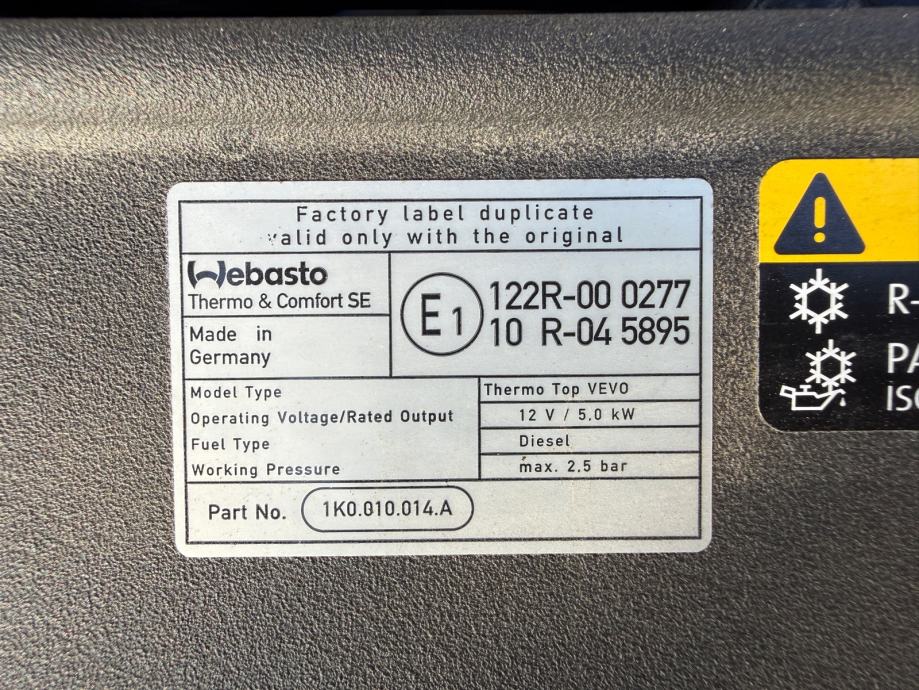 Factory label duplicate
valid only with the original
Webasto
Thermo & Comfort SE
Made in
Germany
E1
122R-00 0277
10 R-04 5895
Model Type
Thermo Top VEVO
Operating Voltage/Rated Output
12 V / 5,0 kW
Fuel Type
Diesel
Working Pressure
max. 2,5 bar
Part No.
1K0.010.014.A
R-
PA
ISO